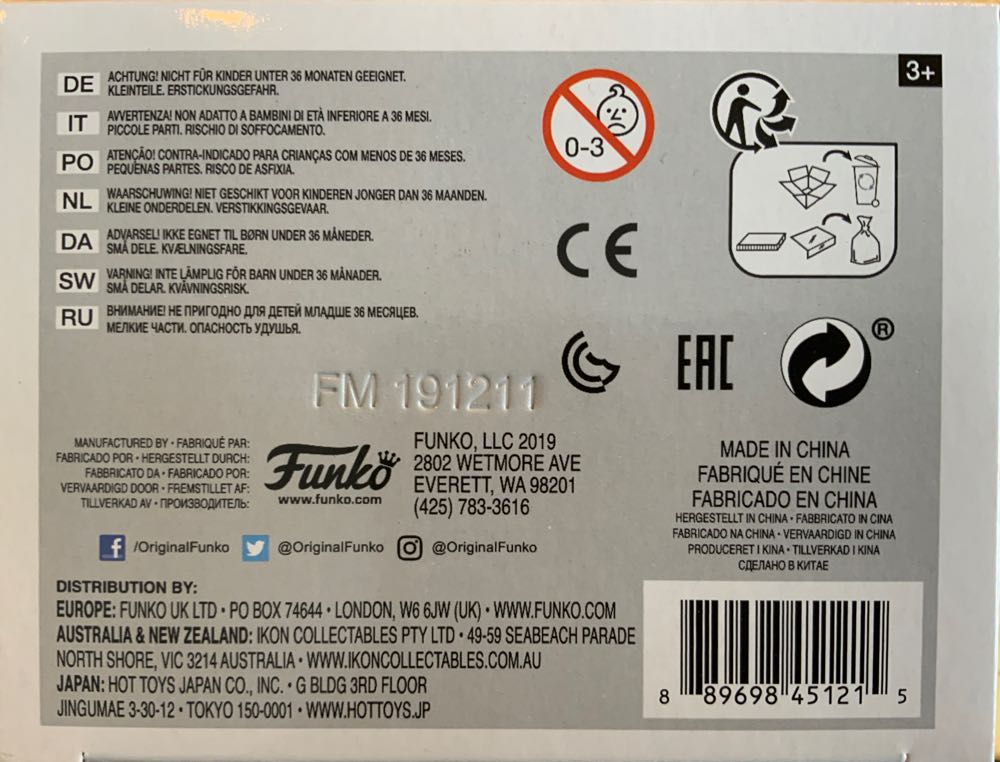 3+
DE
ACHTUNG! NICHT FÜR KINDER UNTER 36 MONATEN GEEIGNET.
KLEINTEILE. ERSTICKUNGSGEFAHR.
IT
AVVERTENZA! NON ADATTO A BAMBINI DI ETÀ INFERIORE A 36 MESI.
PICCOLE PARTI. RISCHIO DI SOFFOCAMENTO.
PO
ATENÇÃO! CONTRA-INDICADO PARA CRIANÇAS COM MENOS DE 36 MESES.
PEQUENAS PARTES. RISCO DE ASFIXIA.
NL
WAARSCHUWING! NIET GESCHIKT VOOR KINDEREN JONGER DAN 36 MAANDEN.
KLEINE ONDERDELEN. VERSTIKKINGSGEVAAR.
DA
ADVARSEL! IKKE EGNET TIL BØRN UNDER 36 MÅNEDER.
SMÅ DELE. KVÆLNINGSFARE.
SW
VARNING! INTE LÄMPLIG FÖR BARN UNDER 36 MÅNADER.
SMÅ DELAR. KVÄVNINGSRISK.
RU
ВНИМАНИЕ! НЕ ПРИГОДНО ДЛЯ ДЕТЕЙ МЛАДШЕ 36 МЕСЯЦЕВ.
МЕЛКИЕ ЧАСТИ. ОПАСНОСТЬ УДУШЬЯ.
0-3
CE
EAC
®
FM 191211
MANUFACTURED BY • FABRIQUÉ PAR:
FABRICADO POR • HERGESTELLT DURCH:
FABBRICATO DA • FABRICADO POR:
VERVAARDIGD DOOR • FREMSTILLET AF:
TILLVERKAD AV • ПРОИЗВОДИТЕЛЬ:
Funko
www.funko.com
FUNKO, LLC 2019
2802 WETMORE AVE
EVERETT, WA 98201
(425) 783-3616
MADE IN CHINA
FABRIQUÉ EN CHINE
FABRICADO EN CHINA
HERGESTELLT IN CHINA • FABBRICATO IN CINA
FABRICADO NA CHINA • VERVAARDIGD IN CHINA
PRODUCERET I KINA • TILLVERKAD I KINA
СДЕЛАНО В КИТАЕ
/OriginalFunko @OriginalFunko @OriginalFunko
DISTRIBUTION BY:
EUROPE: FUNKO UK LTD • PO BOX 74644 • LONDON, W6 6JW (UK) • WWW.FUNKO.COM
AUSTRALIA & NEW ZEALAND: IKON COLLECTABLES PTY LTD • 49-59 SEABEACH PARADE
NORTH SHORE, VIC 3214 AUSTRALIA • WWW.IKONCOLLECTABLES.COM.AU
JAPAN: HOT TOYS JAPAN CO., INC. • G BLDG 3RD FLOOR
JINGUMAE 3-30-12 • TOKYO 150-0001 • WWW.HOTTOYS.JP
8 89698 45121 5